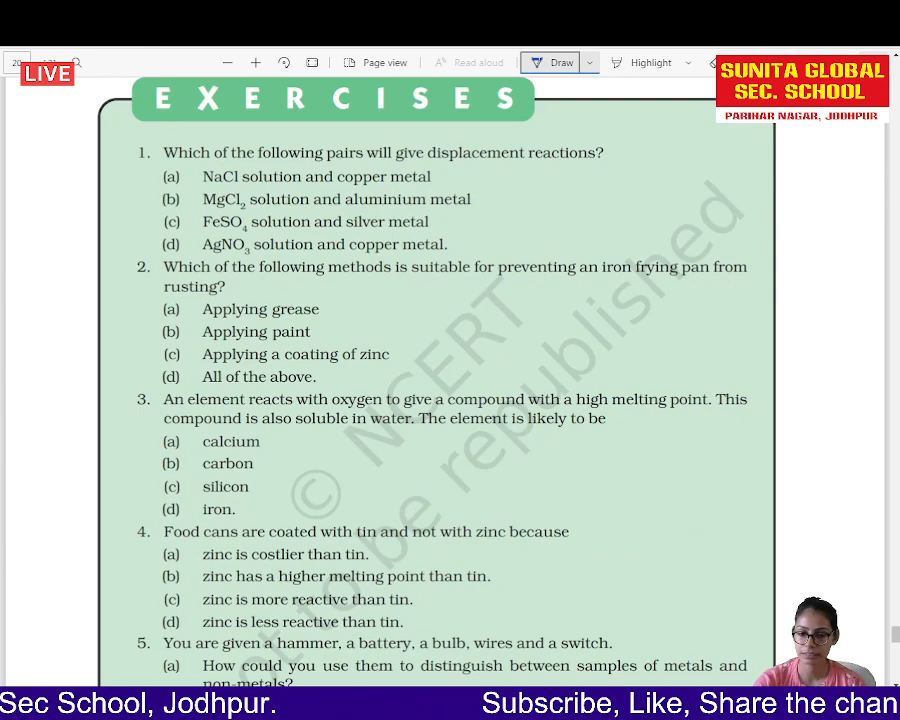 20
Page view
Read aloud
Draw
Highlight
LIVE
SUNITA GLOBAL
SEC. SCHOOL
PARIHAR NAGAR, JODHPUR
EXERCISES
1. Which of the following pairs will give displacement reactions?
(a) NaCl solution and copper metal
(b) MgCl₂ solution and aluminium metal
(c) FeSO₄ solution and silver metal
(d) AgNO₃ solution and copper metal.
2. Which of the following methods is suitable for preventing an iron frying pan from
rusting?
(a) Applying grease
(b) Applying paint
(c) Applying a coating of zinc
(d) All of the above.
3. An element reacts with oxygen to give a compound with a high melting point. This
compound is also soluble in water. The element is likely to be
(a) calcium
(b) carbon
(c) silicon
(d) iron.
4. Food cans are coated with tin and not with zinc because
(a) zinc is costlier than tin.
(b) zinc has a higher melting point than tin.
(c) zinc is more reactive than tin.
(d) zinc is less reactive than tin.
5. You are given a hammer, a battery, a bulb, wires and a switch.
(a) How could you use them to distinguish between samples of metals and
non-metals?
© NCERT
not to be republished
Sec School, Jodhpur. Subscribe, Like, Share the chan